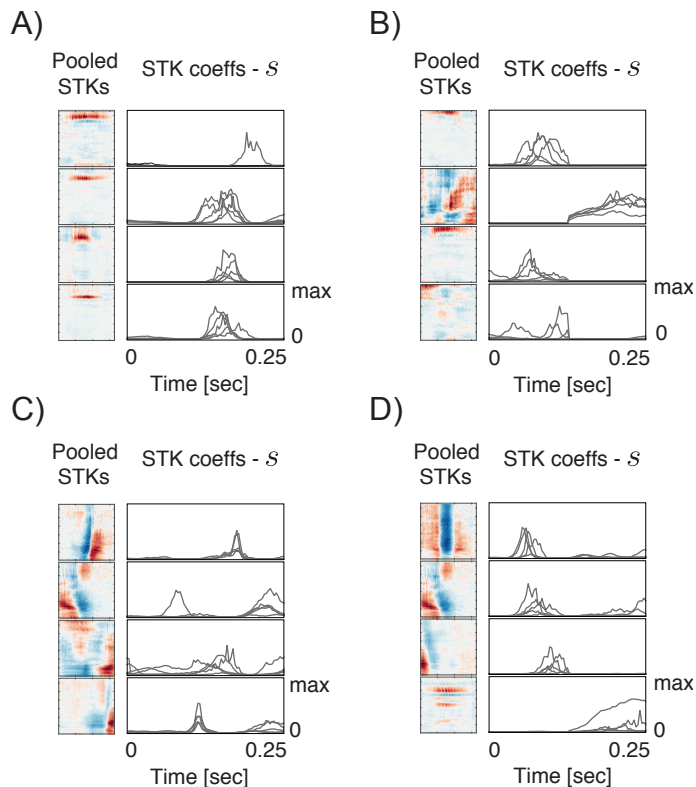 A)
Pooled
STKs
STK coeffs - s
max
0
0
0.25
Time [sec]
B)
Pooled
STKs
STK coeffs - s
max
0
0
0.25
Time [sec]
C)
Pooled
STKs
STK coeffs - s
max
0
0
0.25
Time [sec]
D)
Pooled
STKs
STK coeffs - s
max
0
0
0.25
Time [sec]